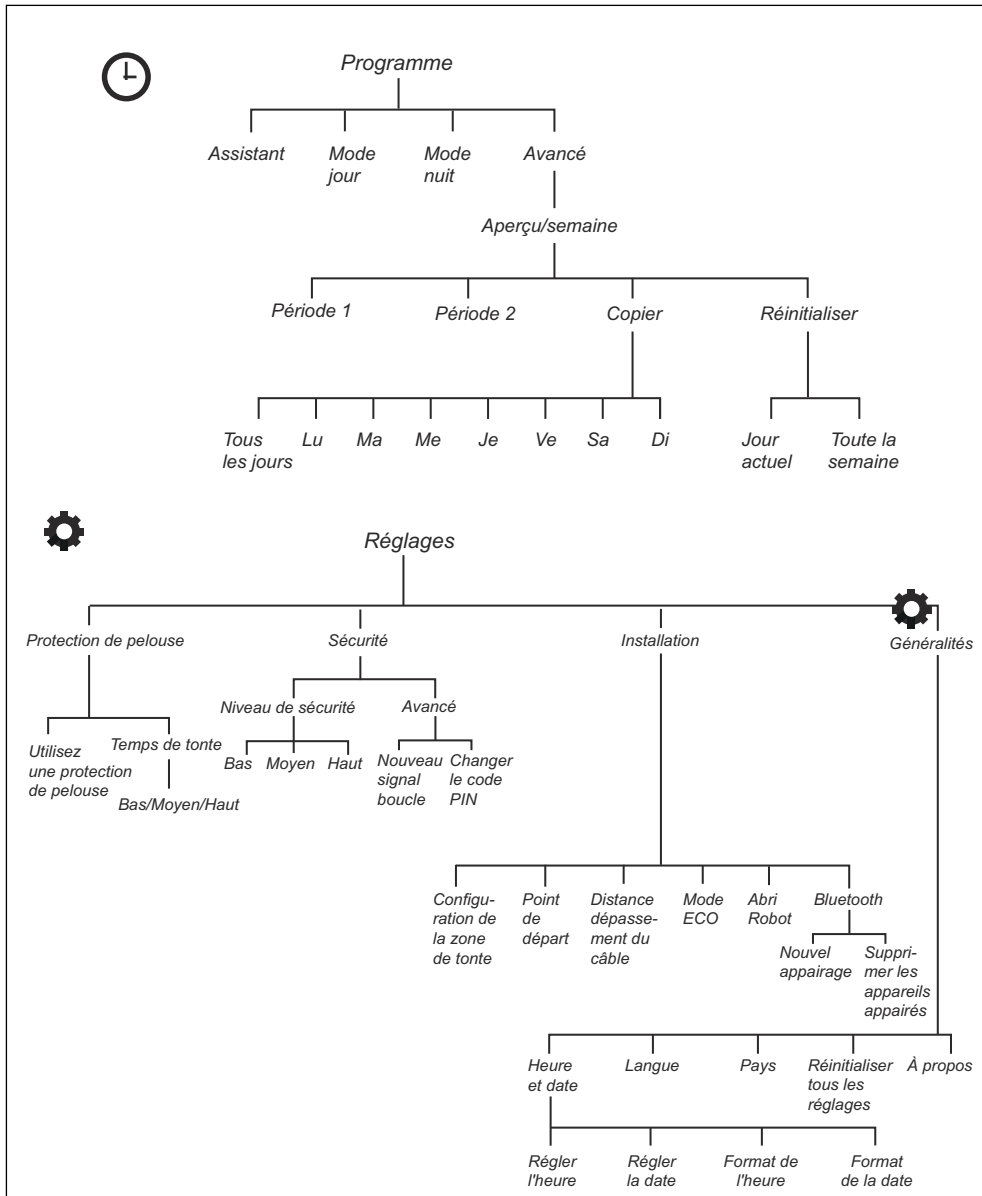 Programme
Assistant
Mode
jour
Mode
nuit
Avancé
Aperçu/semaine
Période 1
Période 2
Copier
Réinitialiser
Tous
les jours
Lu
Ma
Me
Je
Ve
Sa
Di
Jour
actuel
Toute la
semaine
Réglages
Protection de pelouse
Sécurité
Installation
Généralités
Utilisez
une protection
de pelouse
Temps de tonte
Bas/Moyen/Haut
Niveau de sécurité
Avancé
Bas
Moyen
Haut
Nouveau
signal
boucle
Changer
le code
PIN
Configu-
ration de
la zone
de tonte
Point
de
départ
Distance
dépasse-
ment du
câble
Mode
ECO
Abri
Robot
Bluetooth
Nouvel
appairage
Suppri-
mer les
appareils
appairés
Heure
et date
Langue
Pays
Réinitialiser
tous les
réglages
À propos
Régler
l'heure
Régler
la date
Format de
l'heure
Format
de la date